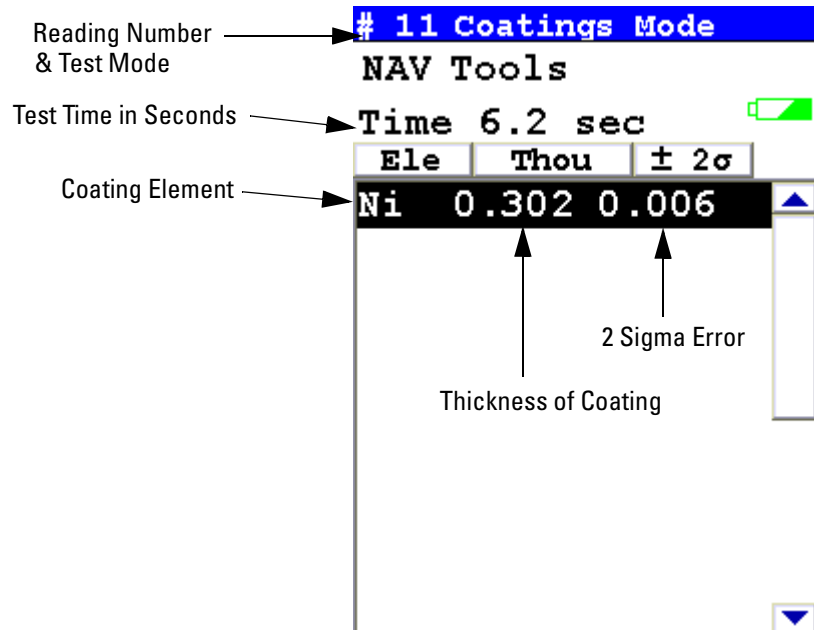 Reading Number
& Test Mode
# 11 Coatings Mode
NAV Tools
Test Time in Seconds
Time 6.2 sec
Ele Thou ± 2σ
Coating Element
Ni 0.302 0.006
2 Sigma Error
Thickness of Coating